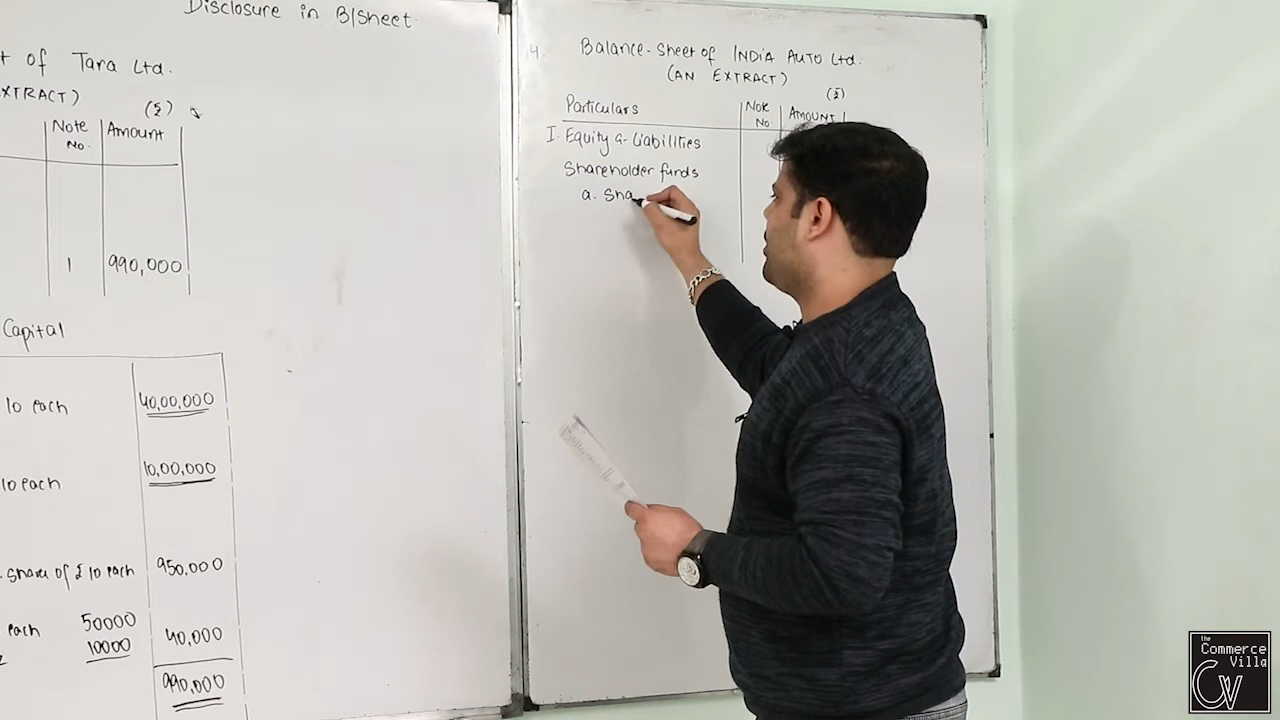 Disclosure in B/Sheet
t of Tara Ltd.
EXTRACT)
(₹)
Note No.
Amount
1 990,000
Capital
10 each 40,00,000
10 each 10,00,000
share of ₹ 10 each 950,000
each 50000
10000 40,000
990,000
4. Balance-Sheet of INDIA AUTO Ltd.
(AN EXTRACT)
(₹)
Particulars Note No. AMOUNT
I. Equity & Liabilities
Shareholder funds
a. Sha
the
Commerce
Villa
CV